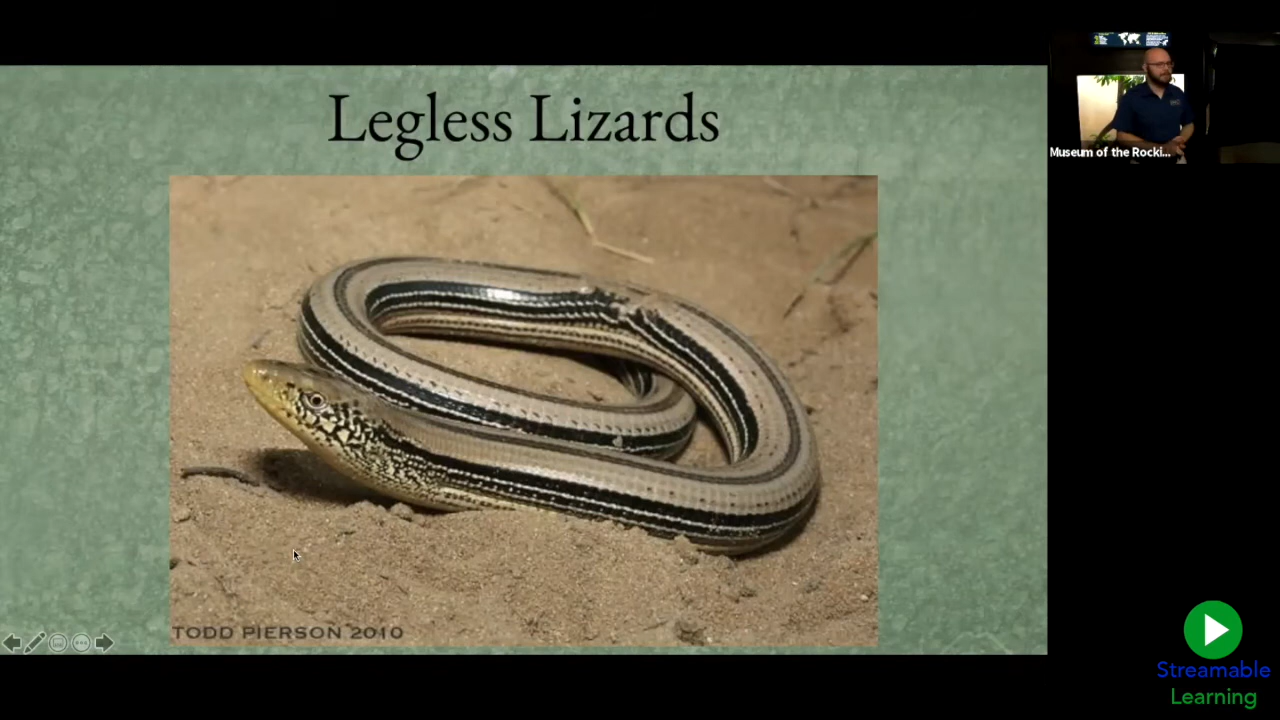 Legless Lizards
Museum of the Rocki...
TODD PIERSON 2010
Streamable
Learning